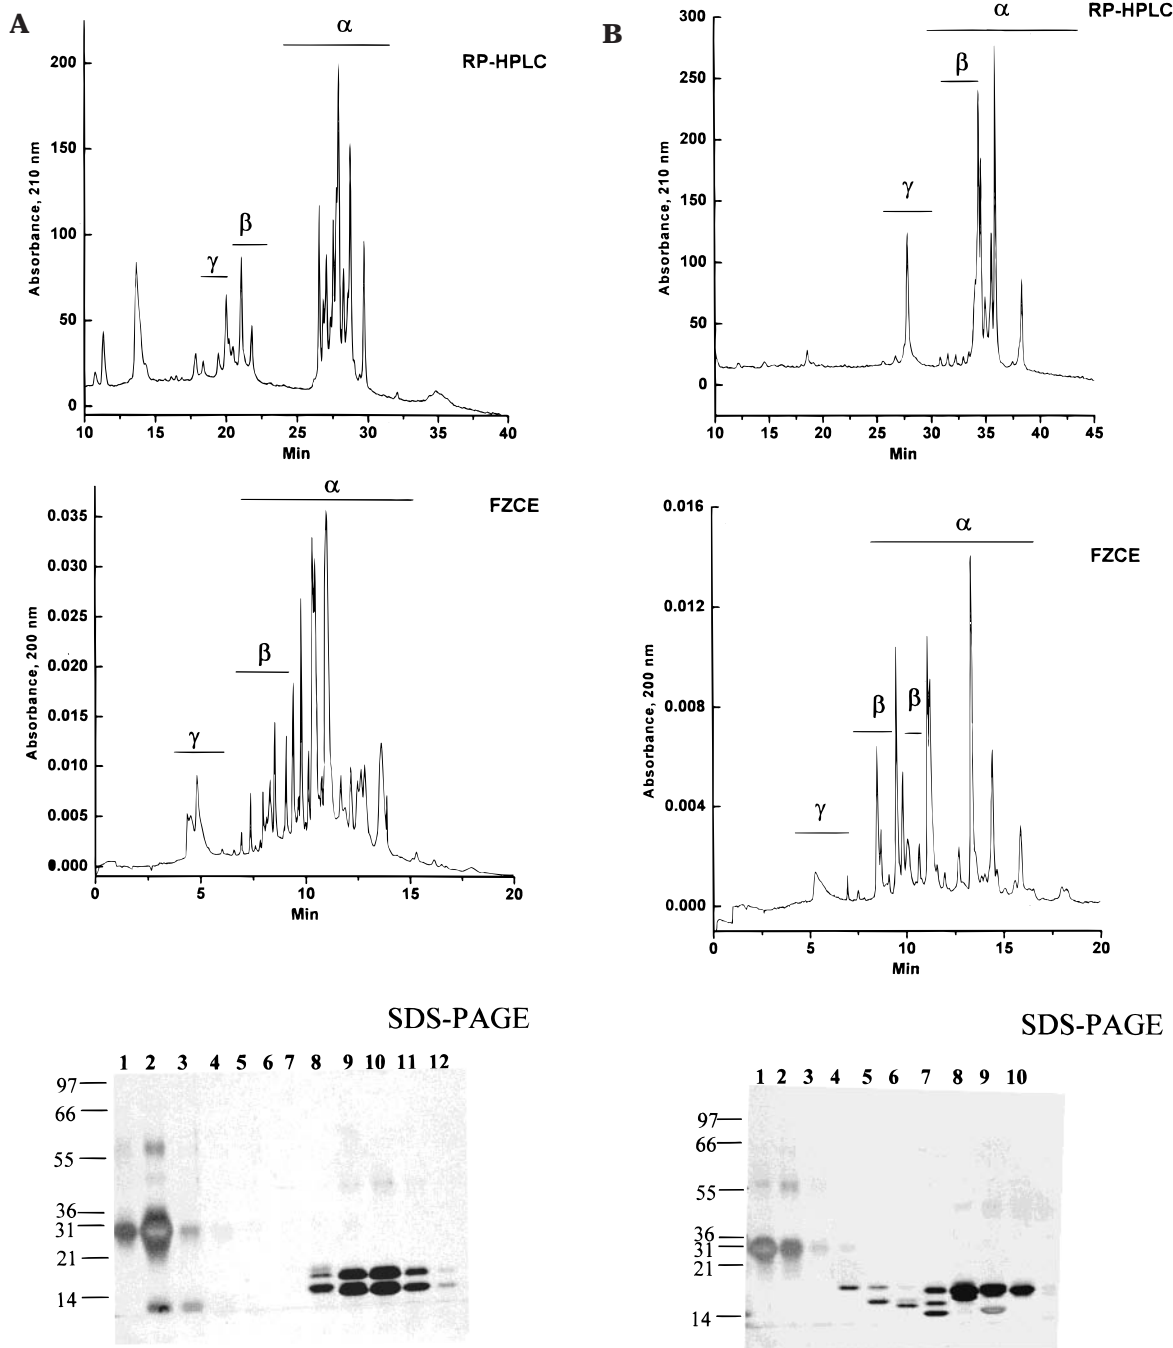 A
α
RP-HPLC
200
150
100
50
0
γ
β
Absorbance, 210 nm
10 15 20 25 30 35 40
Min
α
FZCE
0.035
0.030
0.025
0.020
0.015
0.010
0.005
0.000
β
γ
Absorbance, 200 nm
0 5 10 15 20
Min
SDS-PAGE
1 2 3 4 5 6 7 8 9 10 11 12
97
66
55
36
31
21
14
B
α
RP-HPLC
300
250
200
150
100
50
0
β
γ
Absorbance, 210 nm
10 15 20 25 30 35 40 45
Min
0.016
0.012
0.008
0.004
0.000
α
FZCE
β
β
γ
Absorbance, 200 nm
0 5 10 15 20
Min
SDS-PAGE
1 2 3 4 5 6 7 8 9 10
97
66
55
36
31
21
14